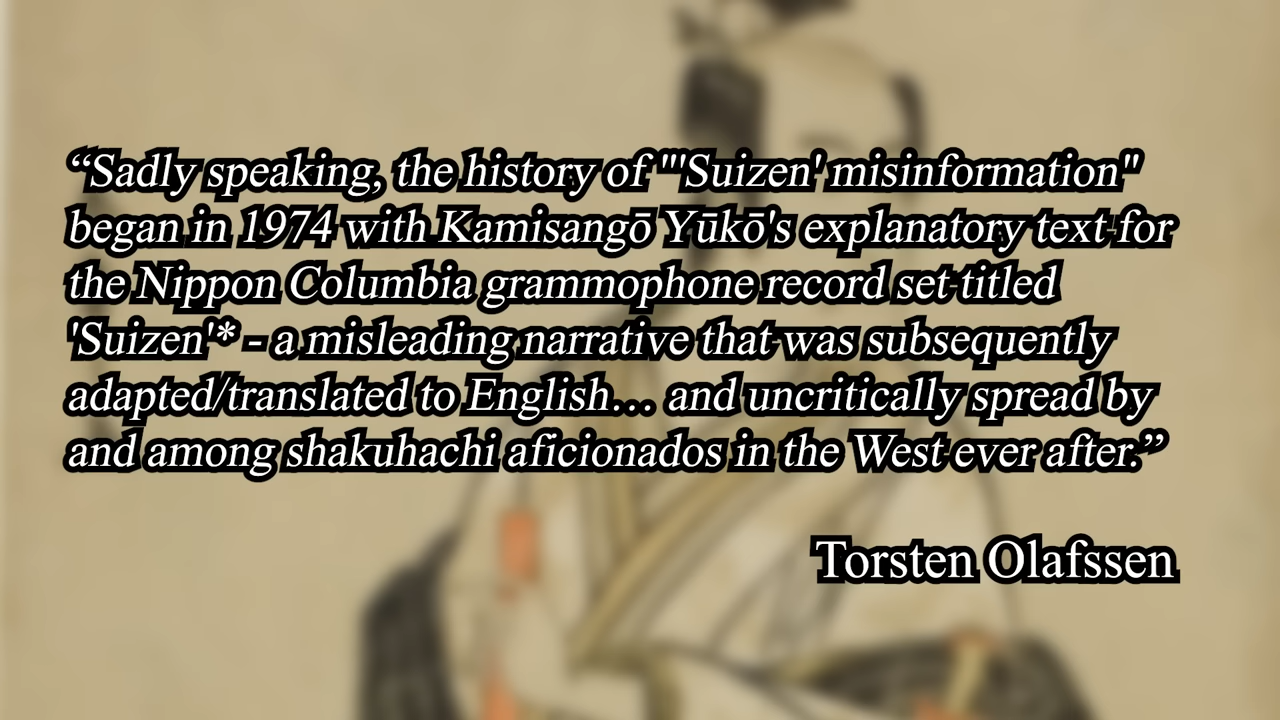 “Sadly speaking, the history of "'Suizen' misinformation"
began in 1974 with Kamisangō Yūkō's explanatory text for
the Nippon Columbia grammophone record set titled
'Suizen'* - a misleading narrative that was subsequently
adapted/translated to English… and uncritically spread by
and among shakuhachi aficionados in the West ever after.”
Torsten Olafssen